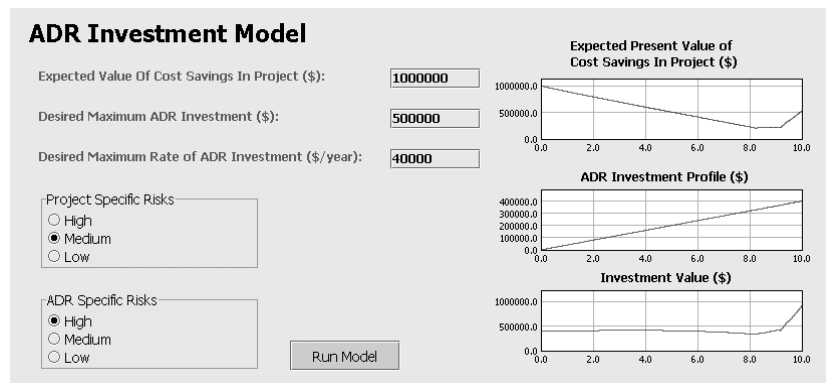 ADR Investment Model
Expected Value Of Cost Savings In Project ($): 1000000
Desired Maximum ADR Investment ($): 500000
Desired Maximum Rate of ADR Investment ($/year): 40000
Project Specific Risks
High
Medium
Low
ADR Specific Risks
High
Medium
Low
Run Model
Expected Present Value of
Cost Savings In Project ($)
1000000.0
500000.0
0.0
0.0 2.0 4.0 6.0 8.0 10.0
ADR Investment Profile ($)
400000.0
300000.0
200000.0
100000.0
0.0
0.0 2.0 4.0 6.0 8.0 10.0
Investment Value ($)
1000000.0
500000.0
0.0
0.0 2.0 4.0 6.0 8.0 10.0